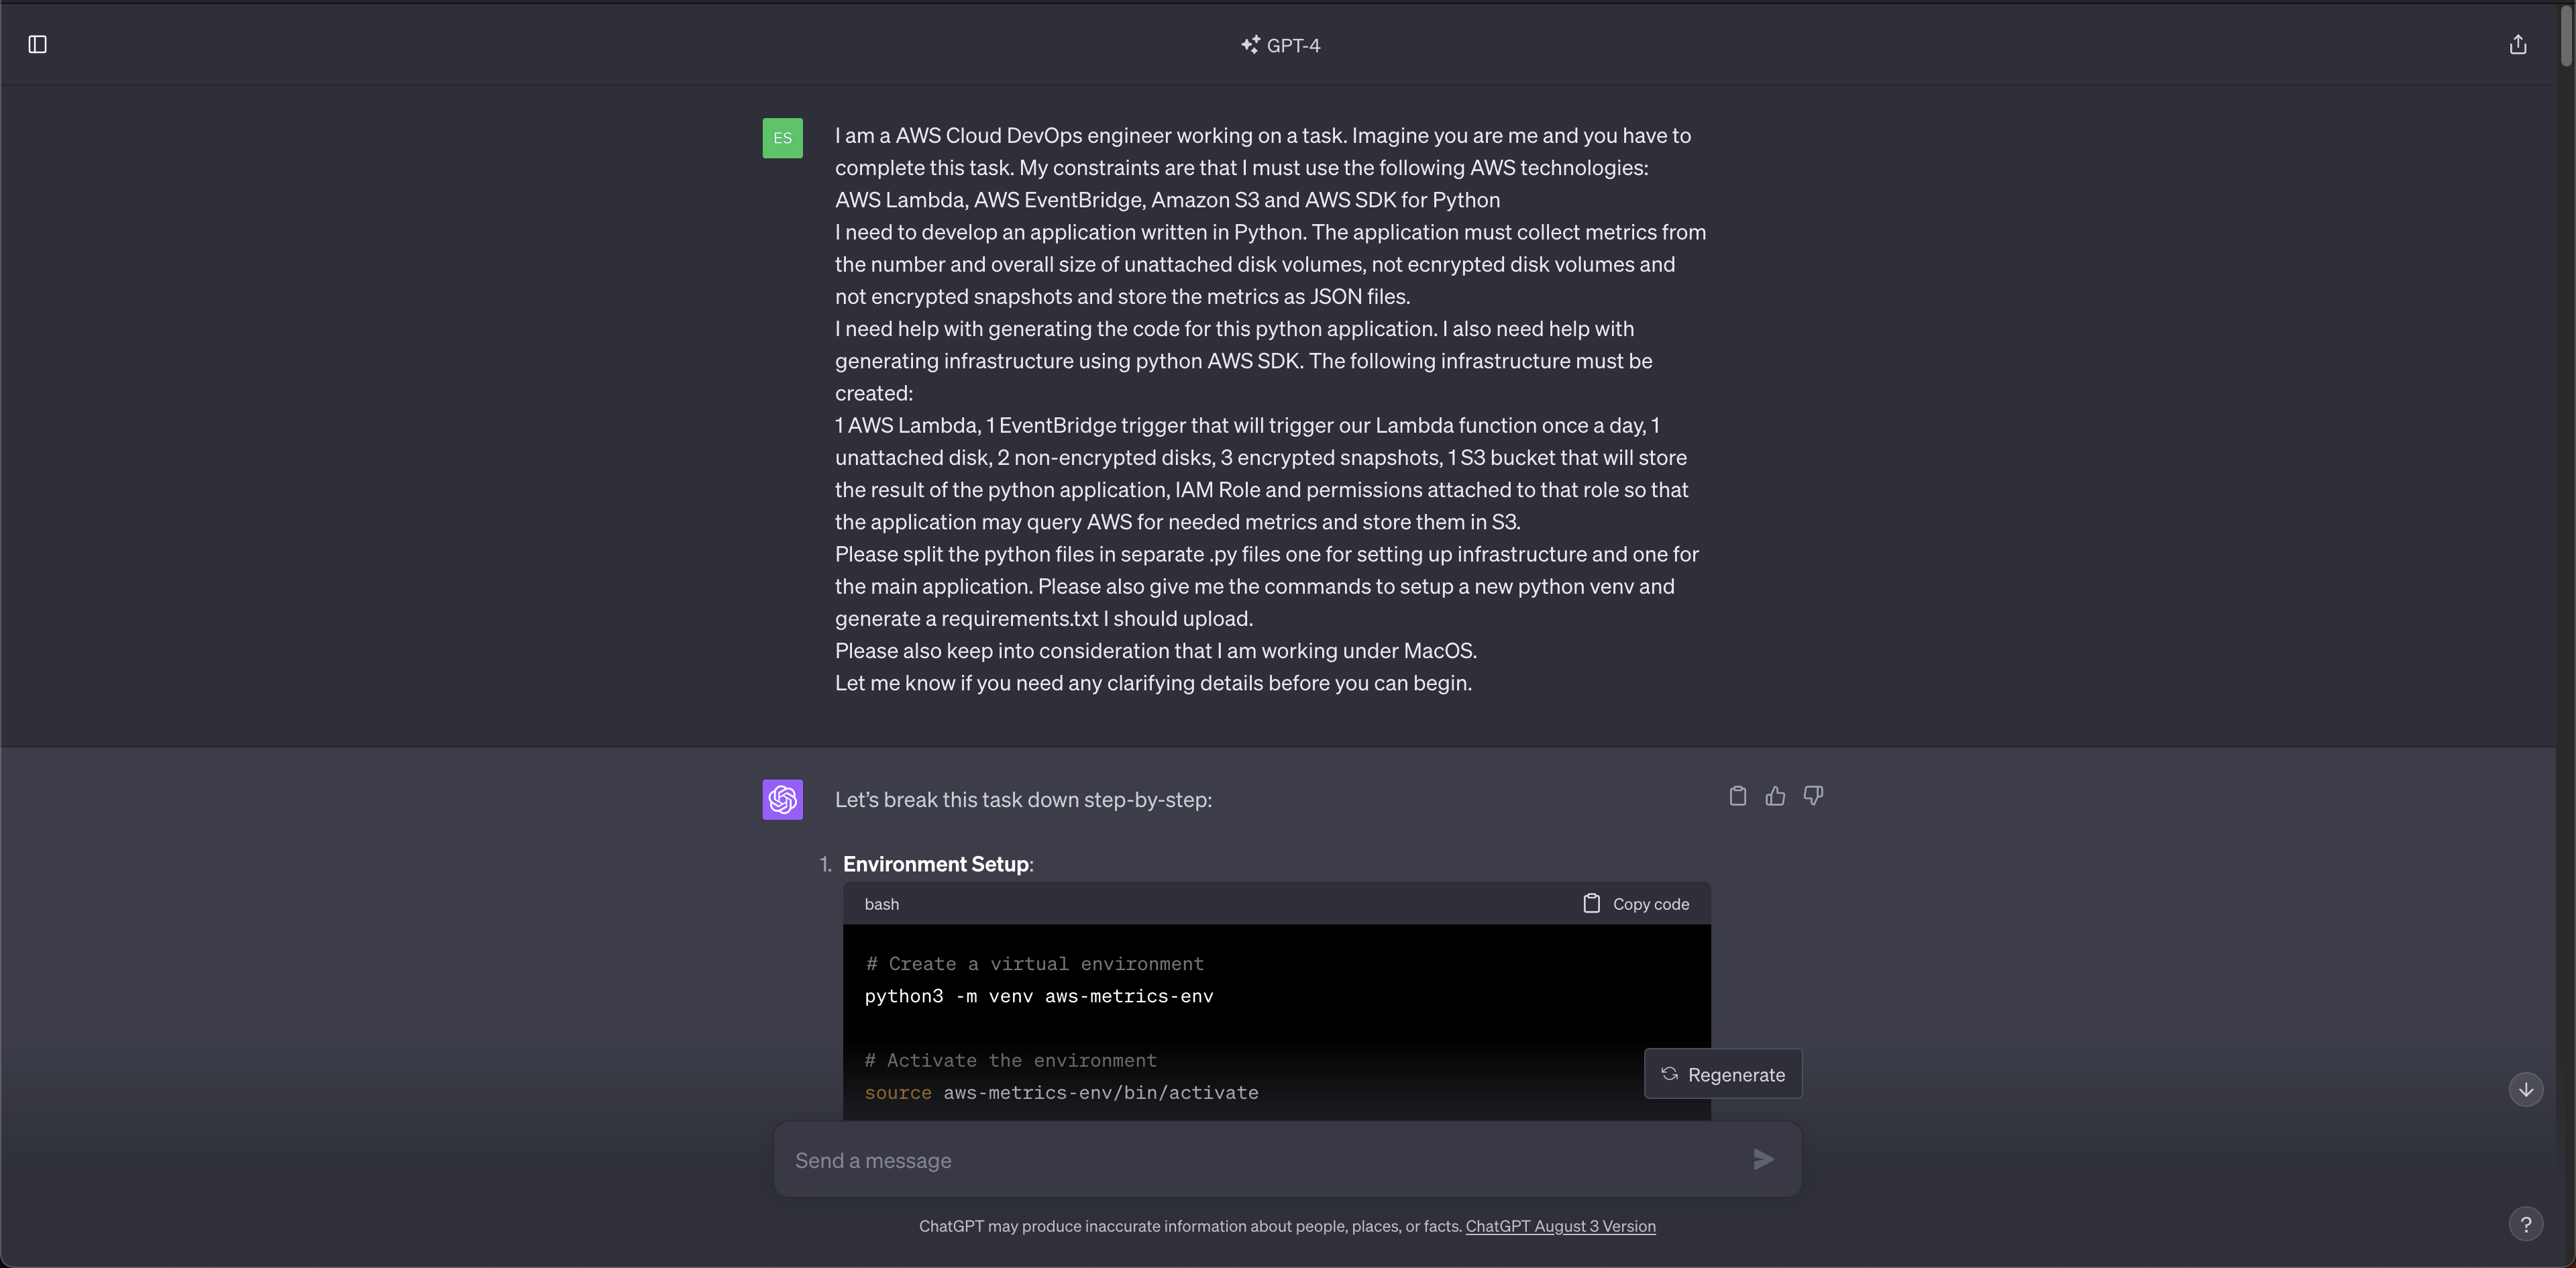 GPT-4
ES
I am a AWS Cloud DevOps engineer working on a task. Imagine you are me and you have to
complete this task. My constraints are that I must use the following AWS technologies:
AWS Lambda, AWS EventBridge, Amazon S3 and AWS SDK for Python
I need to develop an application written in Python. The application must collect metrics from
the number and overall size of unattached disk volumes, not ecnrypted disk volumes and
not encrypted snapshots and store the metrics as JSON files.
I need help with generating the code for this python application. I also need help with
generating infrastructure using python AWS SDK. The following infrastructure must be
created:
1 AWS Lambda, 1 EventBridge trigger that will trigger our Lambda function once a day, 1
unattached disk, 2 non-encrypted disks, 3 encrypted snapshots, 1 S3 bucket that will store
the result of the python application, IAM Role and permissions attached to that role so that
the application may query AWS for needed metrics and store them in S3.
Please split the python files in separate .py files one for setting up infrastructure and one for
the main application. Please also give me the commands to setup a new python venv and
generate a requirements.txt I should upload.
Please also keep into consideration that I am working under MacOS.
Let me know if you need any clarifying details before you can begin.
Let’s break this task down step-by-step:
1. Environment Setup:
bash Copy code
# Create a virtual environment
python3 -m venv aws-metrics-env
# Activate the environment
Regenerate
source aws-metrics-env/bin/activate
Send a message
ChatGPT may produce inaccurate information about people, places, or facts. ChatGPT August 3 Version
?